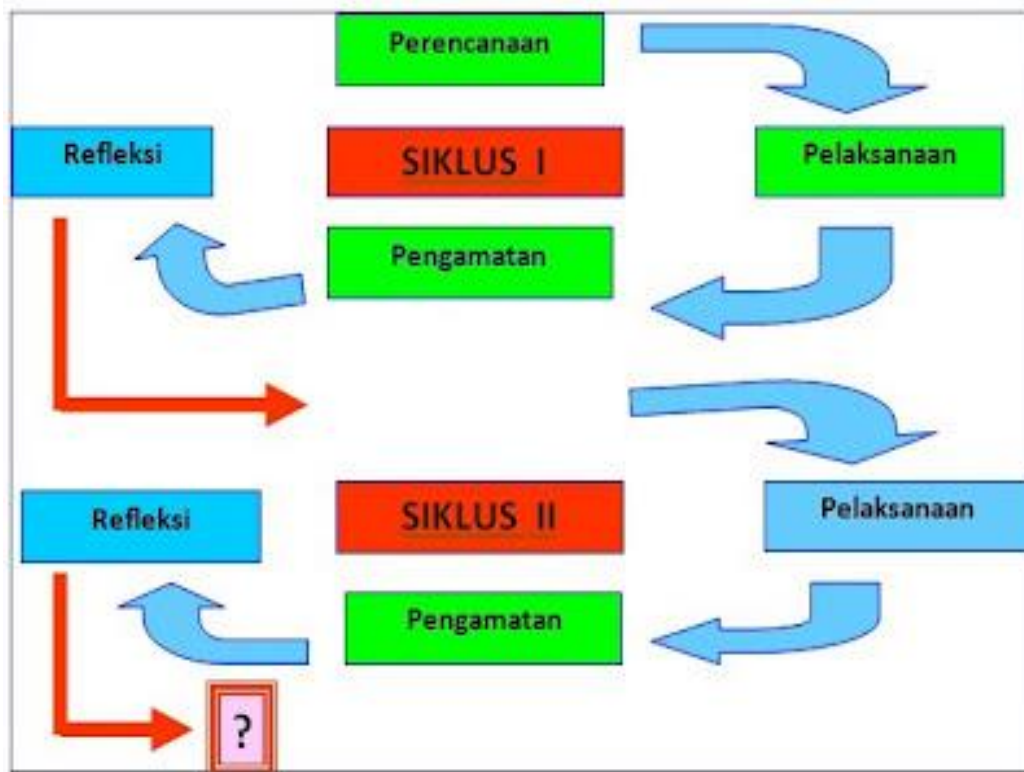 Perencanaan
Refleksi
SIKLUS I
Pelaksanaan
Pengamatan
Refleksi
SIKLUS II
Pelaksanaan
Pengamatan
?